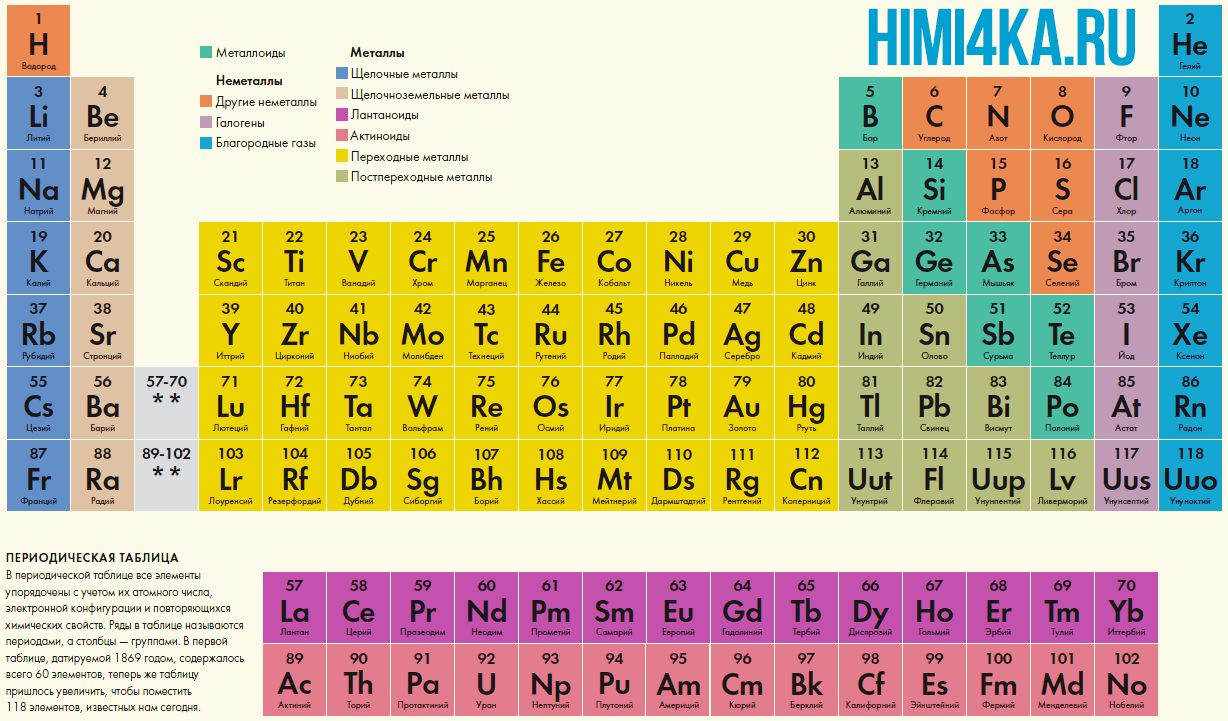 HIMI4KA.RU
Металлоиды
Неметаллы
Другие неметаллы
Галогены
Благородные газы
Металлы
Щелочные металлы
Щелочноземельные металлы
Лантаноиды
Актиноиды
Переходные металлы
Постпереходные металлы
1 H Водород
2 He Гелий
3 Li Литий
4 Be Бериллий
5 B Бор
6 C Углерод
7 N Азот
8 O Кислород
9 F Фтор
10 Ne Неон
11 Na Натрий
12 Mg Магний
13 Al Алюминий
14 Si Кремний
15 P Фосфор
16 S Сера
17 Cl Хлор
18 Ar Аргон
19 K Калий
20 Ca Кальций
21 Sc Скандий
22 Ti Титан
23 V Ванадий
24 Cr Хром
25 Mn Марганец
26 Fe Железо
27 Co Кобальт
28 Ni Никель
29 Cu Медь
30 Zn Цинк
31 Ga Галлий
32 Ge Германий
33 As Мышьяк
34 Se Селений
35 Br Бром
36 Kr Криптон
37 Rb Рубидий
38 Sr Стронций
39 Y Иттрий
40 Zr Цирконий
41 Nb Ниобий
42 Mo Молибден
43 Tc Технеций
44 Ru Рутений
45 Rh Родий
46 Pd Палладий
47 Ag Серебро
48 Cd Кадмий
49 In Индий
50 Sn Олово
51 Sb Сурьма
52 Te Теллур
53 I Йод
54 Xe Ксенон
55 Cs Цезий
56 Ba Барий
57-70 * *
71 Lu Лютеций
72 Hf Гафний
73 Ta Тантал
74 W Вольфрам
75 Re Рений
76 Os Осмий
77 Ir Иридий
78 Pt Платина
79 Au Золото
80 Hg Ртуть
81 Tl Таллий
82 Pb Свинец
83 Bi Висмут
84 Po Полоний
85 At Астат
86 Rn Радон
87 Fr Франций
88 Ra Радий
89-102 * *
103 Lr Лоуренсий
104 Rf Резерфордий
105 Db Дубний
106 Sg Сиборгий
107 Bh Борий
108 Hs Хассий
109 Mt Мейтнерий
110 Ds Дармштадтий
111 Rg Рентгений
112 Cn Коперниций
113 Uut Унунтрий
114 Fl Флеровий
115 Uup Унунпентий
116 Lv Ливерморий
117 Uus Унунсептий
118 Uuo Унуноктий
ПЕРИОДИЧЕСКАЯ ТАБЛИЦА
В периодической таблице все элементы
упорядочены с учетом их атомного числа,
электронной конфигурации и повторяющихся
химических свойств. Ряды в таблице называются
периодами, а столбцы — группами. В первой
таблице, датируемой 1869 годом, содержалось
всего 60 элементов, теперь же таблицу
пришлось увеличить, чтобы поместить
118 элементов, известных нам сегодня.
57 La Лантан
58 Ce Церий
59 Pr Празеодим
60 Nd Неодим
61 Pm Прометий
62 Sm Самарий
63 Eu Европий
64 Gd Гадолиний
65 Tb Тербий
66 Dy Диспрозий
67 Ho Гольмий
68 Er Эрбий
69 Tm Тулий
70 Yb Иттербий
89 Ac Актиний
90 Th Торий
91 Pa Протактиний
92 U Уран
93 Np Нептуний
94 Pu Плутоний
95 Am Америций
96 Cm Кюрий
97 Bk Берклий
98 Cf Калифорний
99 Es Эйнштейний
100 Fm Фермий
101 Md Менделевий
102 No Нобелий